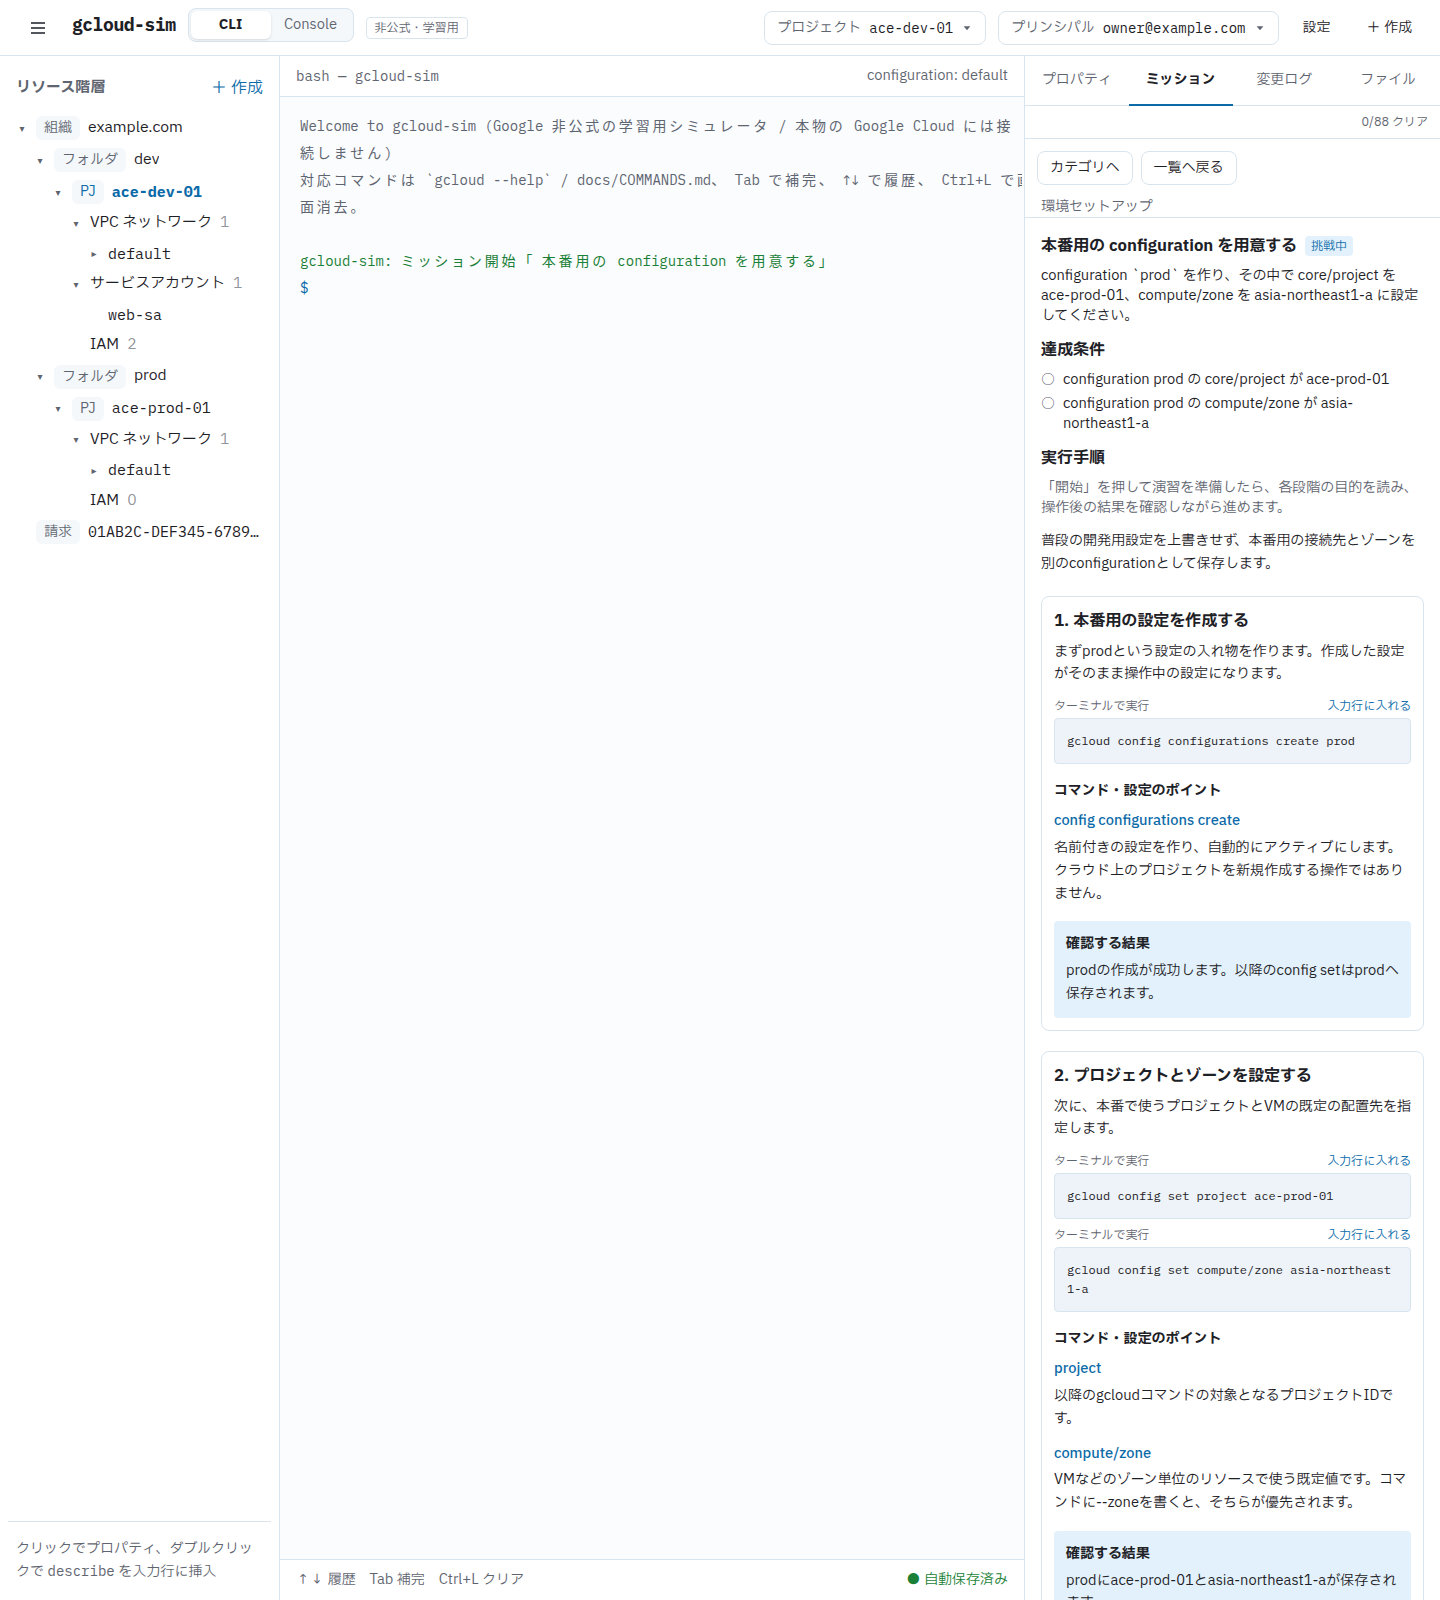 gcloud-sim
CLI
Console
非公式・学習用
プロジェクト ace-dev-01
プリンシパル owner@example.com
設定
＋ 作成
リソース階層
＋ 作成
組織 example.com
フォルダ dev
PJ ace-dev-01
VPC ネットワーク 1
default
サービスアカウント 1
web-sa
IAM 2
フォルダ prod
PJ ace-prod-01
VPC ネットワーク 1
default
IAM 0
請求 01AB2C-DEF345-6789…
クリックでプロパティ、ダブルクリッ
クで describe を入力行に挿入
bash — gcloud-sim
configuration: default
Welcome to gcloud-sim (Google 非公式の学習用シミュレータ / 本物の Google Cloud には接
続しません)
対応コマンドは `gcloud --help` / docs/COMMANDS.md、 Tab で補完、 ↑↓ で履歴、 Ctrl+L で画
面消去。
gcloud-sim: ミッション開始「 本番用の configuration を用意する」
$
↑ ↓ 履歴 Tab 補完 Ctrl+L クリア
● 自動保存済み
プロパティ
ミッション
変更ログ
ファイル
0/88 クリア
カテゴリへ
一覧へ戻る
環境セットアップ
本番用の configuration を用意する 挑戦中
configuration `prod` を作り、その中で core/project を
ace-prod-01、compute/zone を asia-northeast1-a に設定
してください。
達成条件
configuration prod の core/project が ace-prod-01
configuration prod の compute/zone が asia-
northeast1-a
実行手順
「開始」を押して演習を準備したら、各段階の目的を読み、
操作後の結果を確認しながら進めます。
普段の開発用設定を上書きせず、本番用の接続先とゾーンを
別のconfigurationとして保存します。
1. 本番用の設定を作成する
まずprodという設定の入れ物を作ります。作成した設定
がそのまま操作中の設定になります。
ターミナルで実行
入力行に入れる
gcloud config configurations create prod
コマンド・設定のポイント
config configurations create
名前付きの設定を作り、自動的にアクティブにします。
クラウド上のプロジェクトを新規作成する操作ではあり
ません。
確認する結果
prodの作成が成功します。以降のconfig setはprodへ
保存されます。
2. プロジェクトとゾーンを設定する
次に、本番で使うプロジェクトとVMの既定の配置先を指
定します。
ターミナルで実行
入力行に入れる
gcloud config set project ace-prod-01
ターミナルで実行
入力行に入れる
gcloud config set compute/zone asia-northeast
1-a
コマンド・設定のポイント
project
以降のgcloudコマンドの対象となるプロジェクトIDで
す。
compute/zone
VMなどのゾーン単位のリソースで使う既定値です。コマ
ンドに--zoneを書くと、そちらが優先されます。
確認する結果
prodにace-prod-01とasia-northeast1-aが保存され
ます。